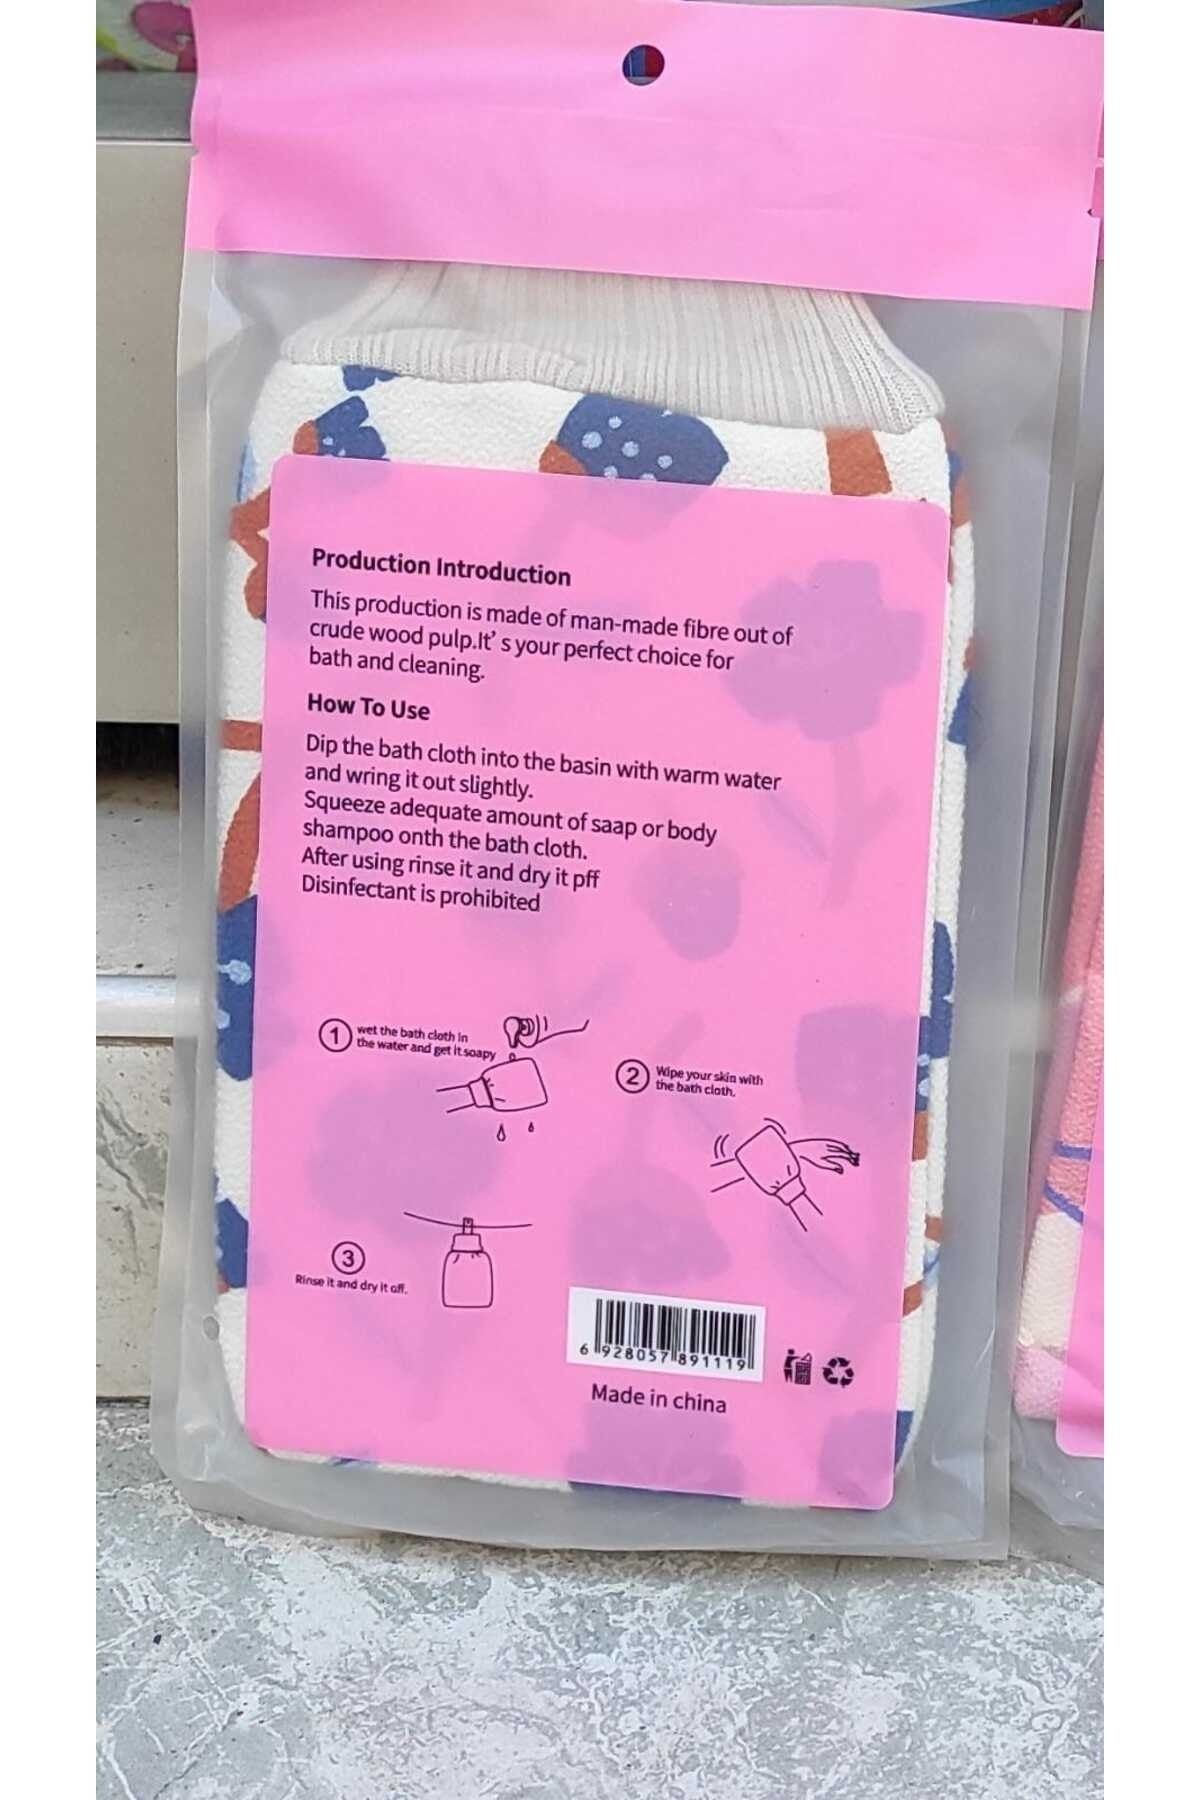 Production Introduction
This production is made of man-made fibre out of
crude wood pulp.It's your perfect choice for
bath and cleaning.
How To Use
Dip the bath cloth into the basin with warm water
and wring it out slightly.
Squeeze adequate amount of saap or body
shampoo onth the bath cloth.
After using rinse it and dry it pff
Disinfectant is prohibited
1 wet the bath cloth in
the water and get it soapy
2 Wipe your skin with
the bath cloth.
3
Rinse it and dry it off.
6 928057 891119
Made in china